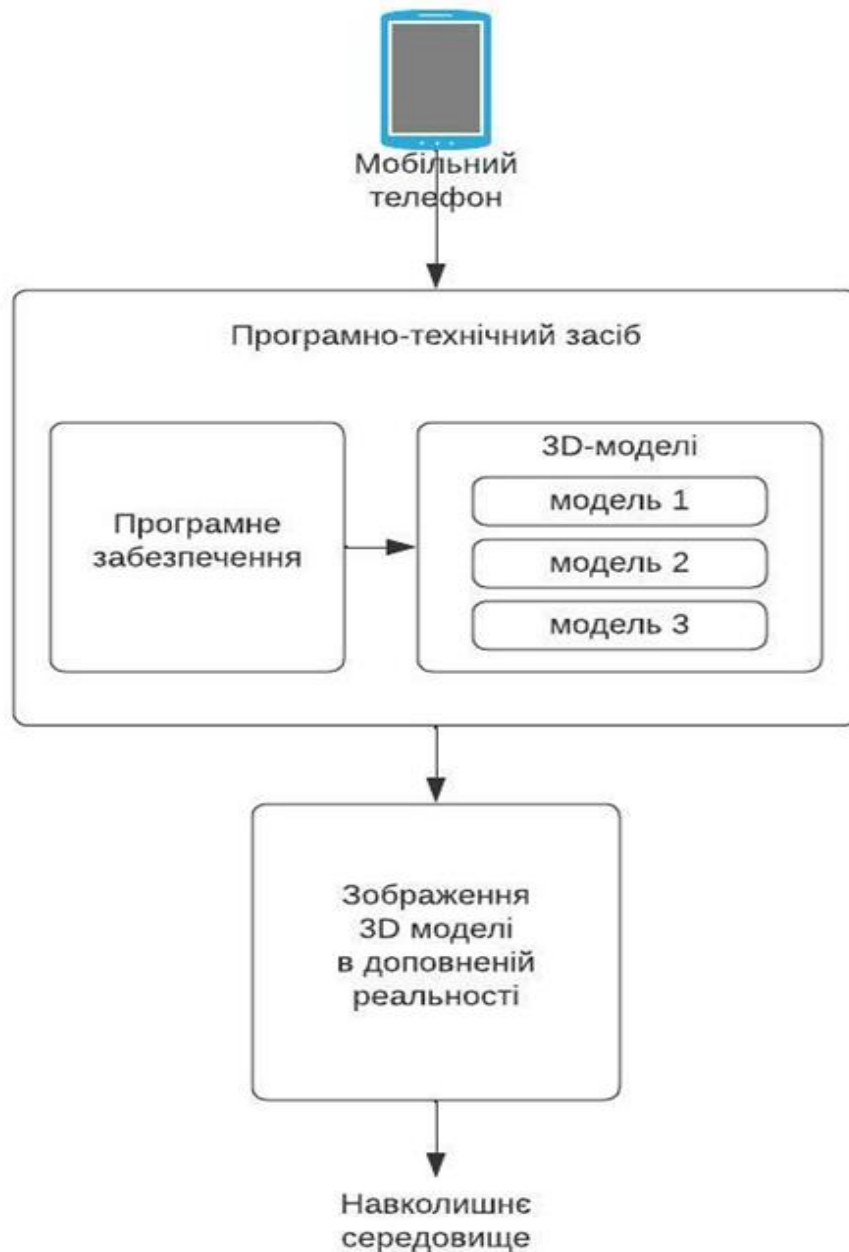 Мобільний
телефон
Програмно-технічний засіб
Програмне
забезпечення
3D-моделі
модель 1
модель 2
модель 3
Зображення
3D моделі
в доповненій
реальності
Навколишнє
середовище